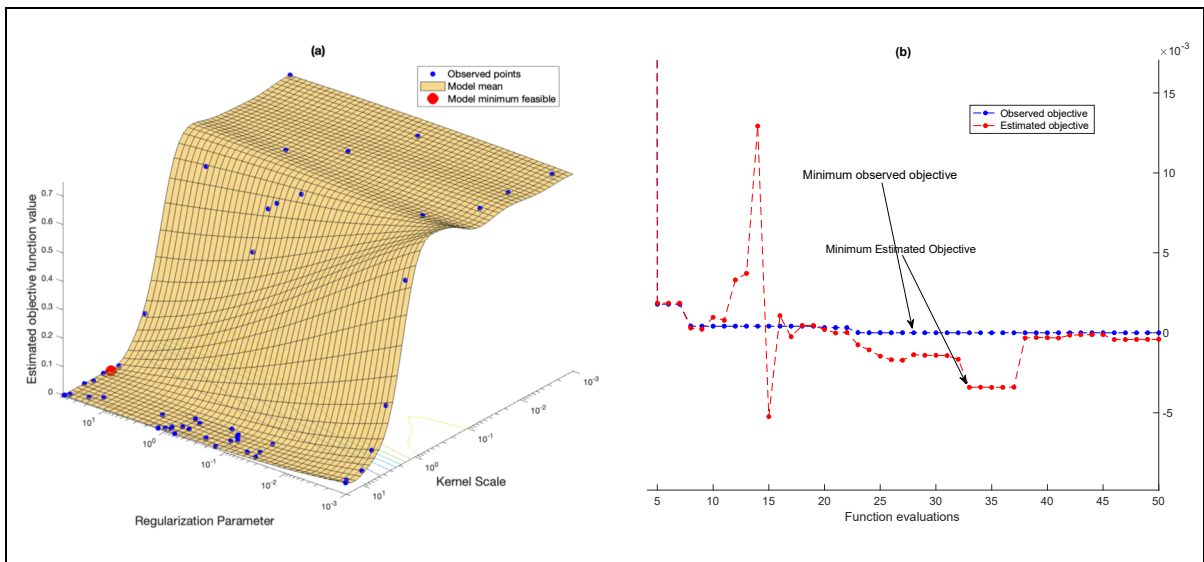 (a)
Observed points
Model mean
Model minimum feasible
Estimated objective function value
0.7
0.6
0.5
0.4
0.3
0.2
0.1
0
10¹
10⁰
10⁻¹
10⁻²
10⁻³
Regularization Parameter
10¹
10⁰
10⁻¹
10⁻²
10⁻³
Kernel Scale
(b)
×10⁻³
Observed objective
Estimated objective
Minimum observed objective
Minimum Estimated Objective
15
10
5
0
-5
5 10 15 20 25 30 35 40 45 50
Function evaluations